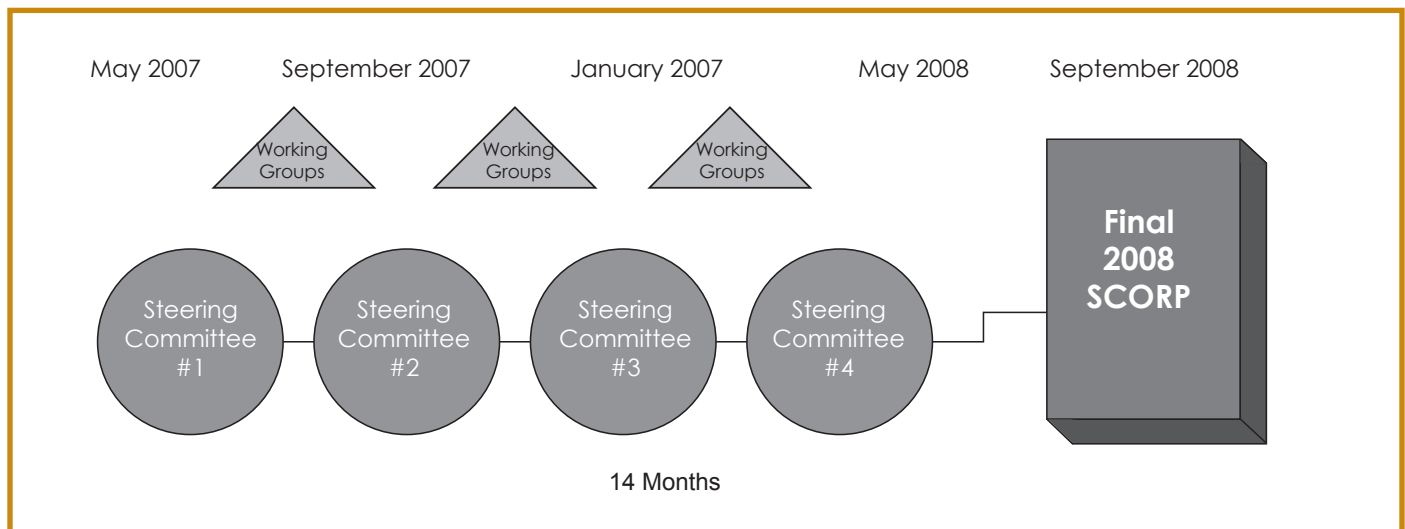 May 2007 September 2007 January 2007 May 2008 September 2008
Working
Groups
Working
Groups
Working
Groups
Steering
Committee
#1
Steering
Committee
#2
Steering
Committee
#3
Steering
Committee
#4
Final
2008
SCORP
14 Months